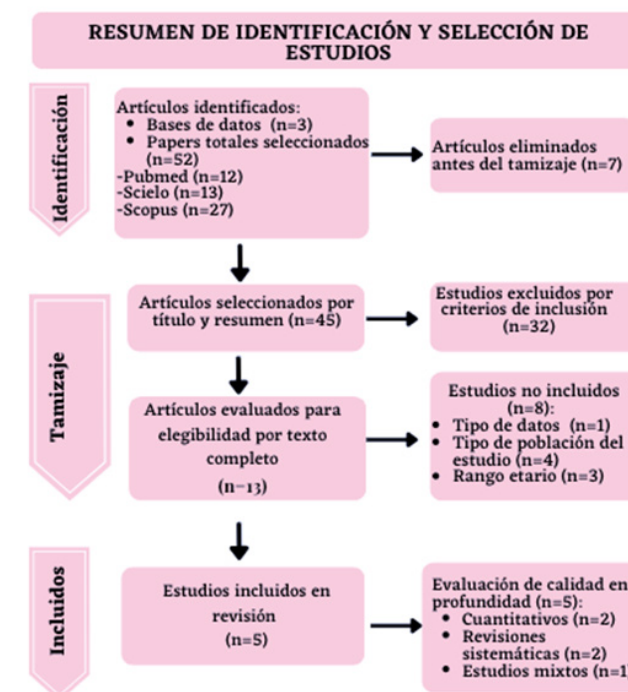 RESUMEN DE IDENTIFICACIÓN Y SELECCIÓN DE
ESTUDIOS
Identificación
Artículos identificados:
• Bases de datos (n=3)
• Papers totales seleccionados
(n=52)
-Pubmed (n=12)
-Scielo (n=13)
-Scopus (n=27)
Artículos eliminados
antes del tamizaje (n=7)
Tamizaje
Artículos seleccionados por
título y resumen (n=45)
Estudios excluidos por
criterios de inclusión
(n=32)
Artículos evaluados para
elegibilidad por texto
completo
(n-13)
Estudios no incluidos
(n=8):
• Tipo de datos (n=1)
• Tipo de población del
estudio (n=4)
• Rango etario (n=3)
Incluidos
Estudios incluidos en
revisión
(n=5)
Evaluación de calidad en
profundidad (n=5):
• Cuantitativos (n=2)
• Revisiones
sistemáticas (n=2)
• Estudios mixtos (n=1